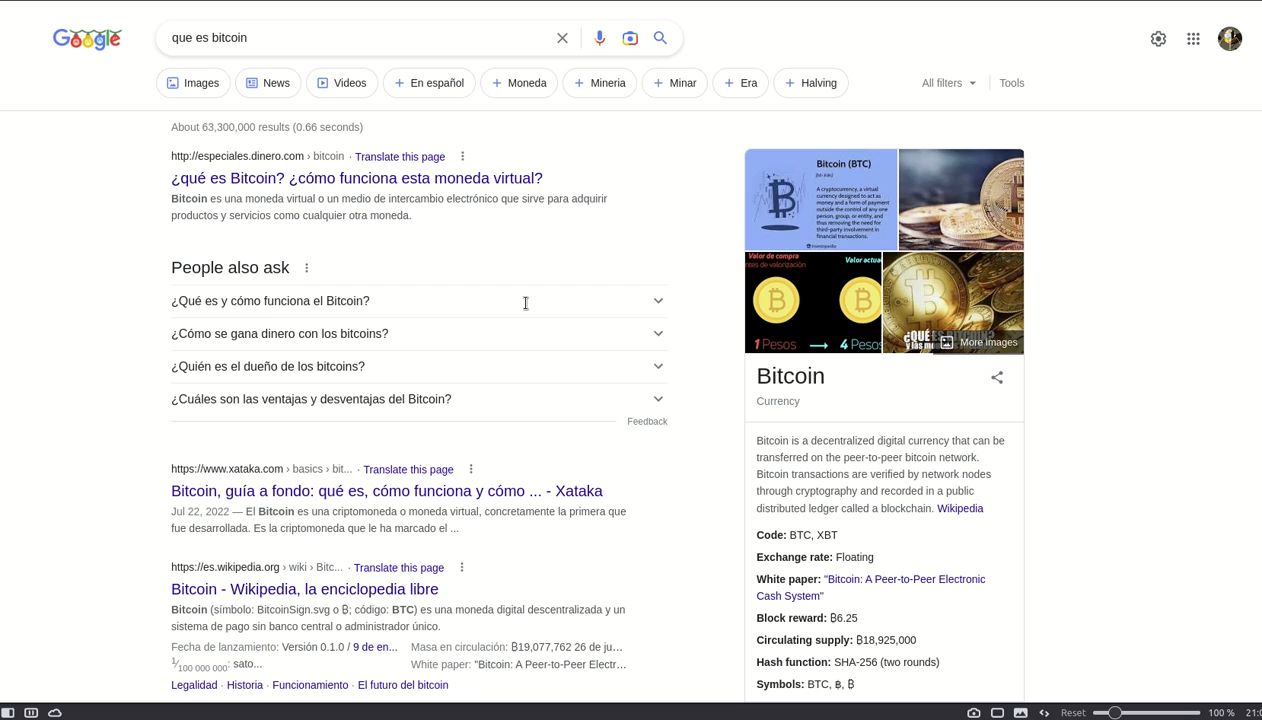 Google
que es bitcoin
Images
News
Videos
En español
Moneda
Mineria
Minar
Era
Halving
All filters
Tools
About 63,300,000 results (0.66 seconds)
http://especiales.dinero.com › bitcoin · Translate this page
¿qué es Bitcoin? ¿cómo funciona esta moneda virtual?
Bitcoin es una moneda virtual o un medio de intercambio electrónico que sirve para adquirir
productos y servicios como cualquier otra moneda.
People also ask
¿Qué es y cómo funciona el Bitcoin?
¿Cómo se gana dinero con los bitcoins?
¿Quién es el dueño de los bitcoins?
¿Cuáles son las ventajas y desventajas del Bitcoin?
Feedback
https://www.xataka.com › basics › bit... · Translate this page
Bitcoin, guía a fondo: qué es, cómo funciona y cómo ... - Xataka
Jul 22, 2022 — El Bitcoin es una criptomoneda o moneda virtual, concretamente la primera que
fue desarrollada. Es la criptomoneda que le ha marcado el ...
https://es.wikipedia.org › wiki › Bitc... · Translate this page
Bitcoin - Wikipedia, la enciclopedia libre
Bitcoin (símbolo: BitcoinSign.svg o ₿; código: BTC) es una moneda digital descentralizada y un
sistema de pago sin banco central o administrador único.
Fecha de lanzamiento: Versión 0.1.0 / 9 de en...
Masa en circulación: ₿19,077,762 26 de ju...
1/100 000 000: sato...
White paper: "Bitcoin: A Peer-to-Peer Electr...
Legalidad · Historia · Funcionamiento · El futuro del bitcoin
Bitcoin (BTC)
A cryptocurrency, a virtual
currency designed to act as
money and a form of payment
outside the control of any one
person, group, or entity, and
thus removing the need for
third-party involvement in
financial transactions.
Investopedia
Valor de compra
ntes de valorización
Valor actua
1 Pesos
4 Pesos
¿QUÉ ES BITCOIN?
More images
Bitcoin
Currency
Bitcoin is a decentralized digital currency that can be
transferred on the peer-to-peer bitcoin network.
Bitcoin transactions are verified by network nodes
through cryptography and recorded in a public
distributed ledger called a blockchain. Wikipedia
Code: BTC, XBT
Exchange rate: Floating
White paper: "Bitcoin: A Peer-to-Peer Electronic
Cash System"
Block reward: ₿6.25
Circulating supply: ₿18,925,000
Hash function: SHA-256 (two rounds)
Symbols: BTC, ฿, ₿
Reset
100 %